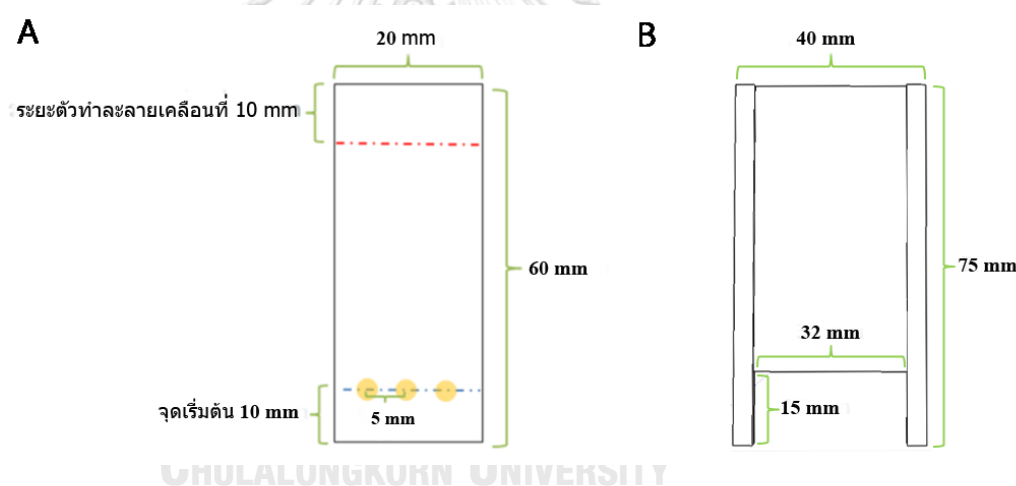 A
20 mm
B
40 mm
ระยะตัวทำละลายเคลือนที่ 10 mm
60 mm
75 mm
32 mm
จุดเริ่มต้น 10 mm
5 mm
15 mm
CHULALONGKORN UNIVERSITY